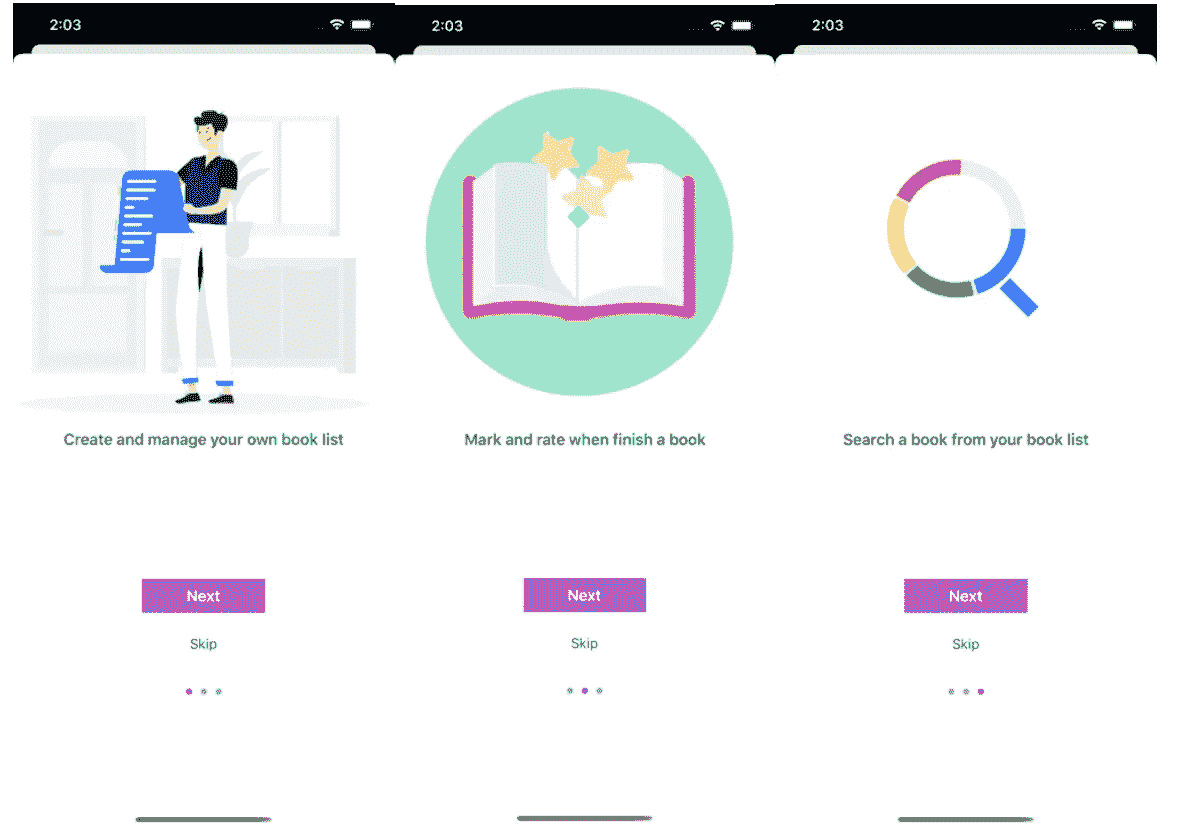 2:03
Create and manage your own book list
Next
Skip
2:03
Mark and rate when finish a book
Next
Skip
2:03
Search a book from your book list
Next
Skip